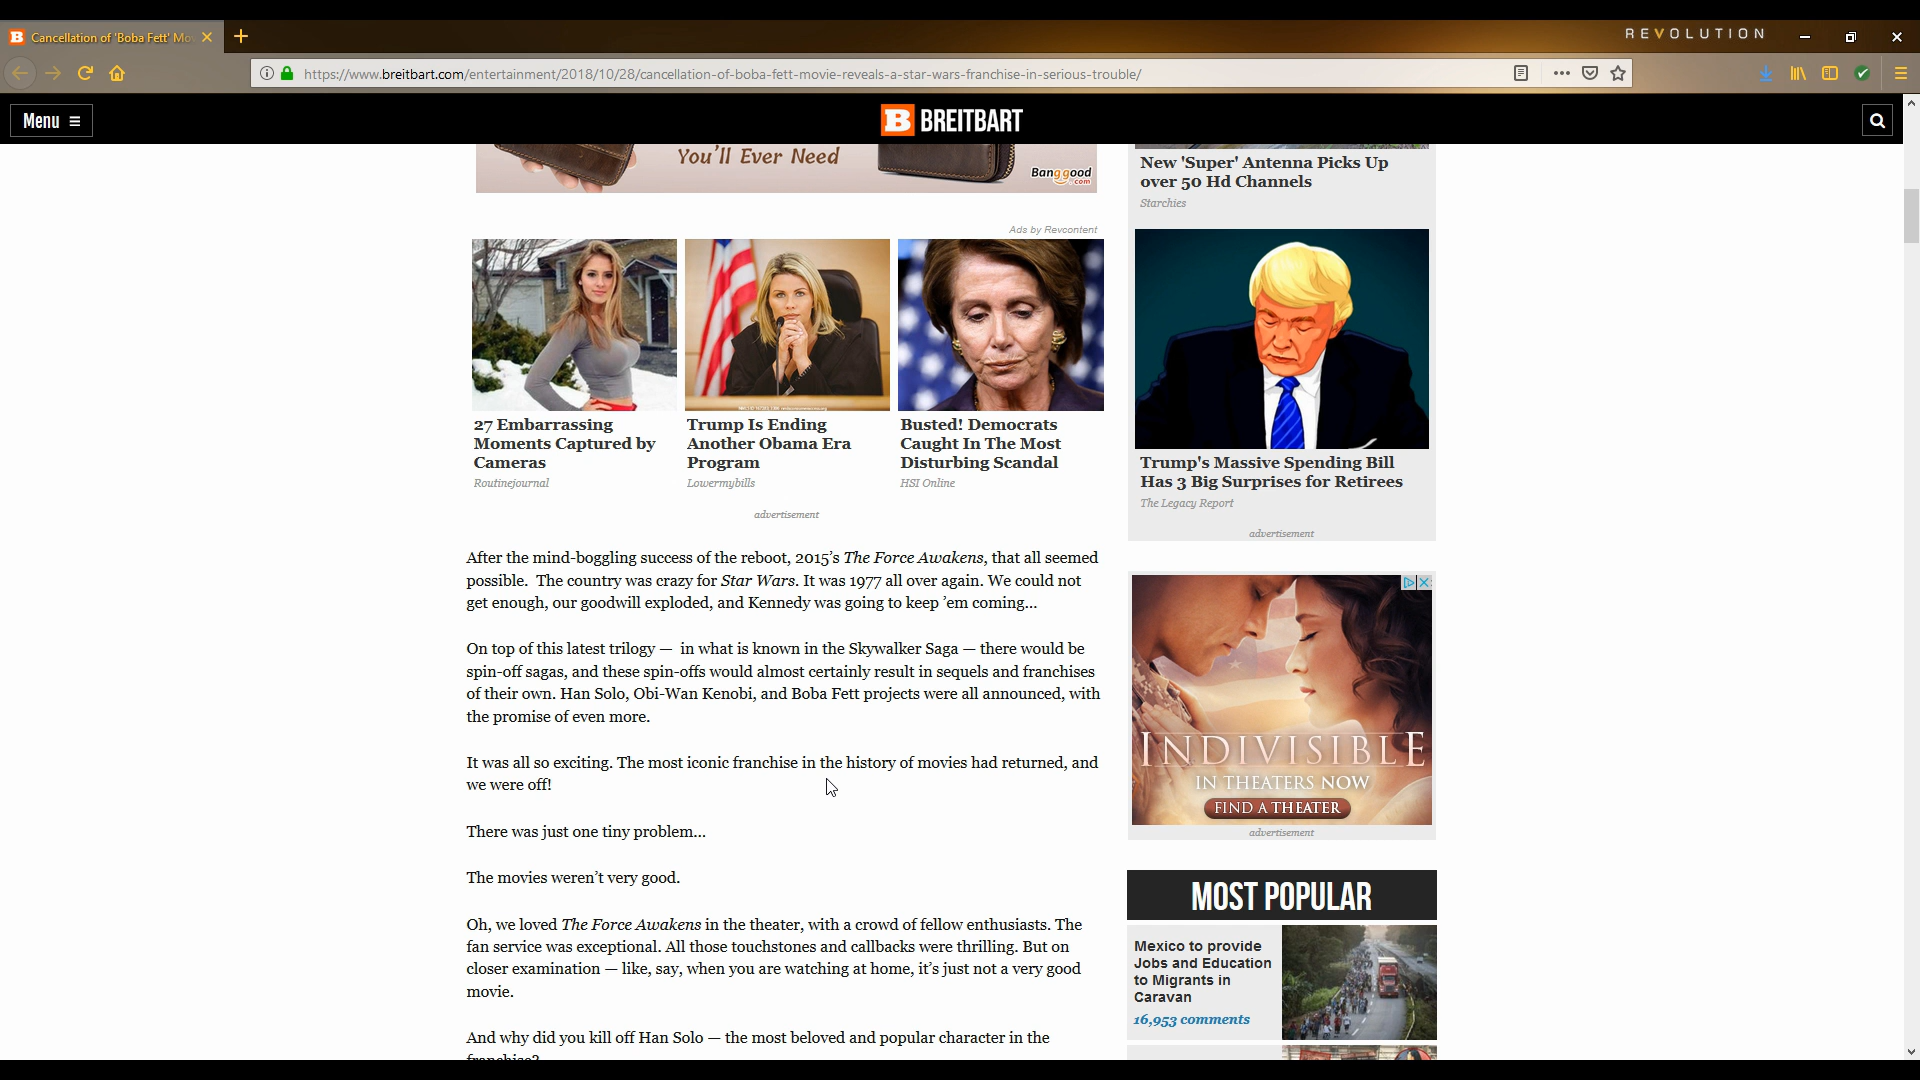 Cancellation of 'Boba Fett' Mo
REVOLUTION
https://www.breitbart.com/entertainment/2018/10/28/cancellation-of-boba-fett-movie-reveals-a-star-wars-franchise-in-serious-trouble/
Menu
B BREITBART
You'll Ever Need
Banggood
.com
Ads by Revcontent
27 Embarrassing
Moments Captured by
Cameras
Routinejournal
Trump Is Ending
Another Obama Era
Program
Lowermybills
Busted! Democrats
Caught In The Most
Disturbing Scandal
HSI Online
advertisement
After the mind-boggling success of the reboot, 2015’s The Force Awakens, that all seemed
possible.  The country was crazy for Star Wars. It was 1977 all over again. We could not
get enough, our goodwill exploded, and Kennedy was going to keep ’em coming…
On top of this latest trilogy —  in what is known in the Skywalker Saga — there would be
spin-off sagas, and these spin-offs would almost certainly result in sequels and franchises
of their own. Han Solo, Obi-Wan Kenobi, and Boba Fett projects were all announced, with
the promise of even more.
It was all so exciting. The most iconic franchise in the history of movies had returned, and
we were off!
There was just one tiny problem…
The movies weren’t very good.
Oh, we loved The Force Awakens in the theater, with a crowd of fellow enthusiasts. The
fan service was exceptional. All those touchstones and callbacks were thrilling. But on
closer examination — like, say, when you are watching at home, it’s just not a very good
movie.
And why did you kill off Han Solo — the most beloved and popular character in the
franchise?
New 'Super' Antenna Picks Up
over 50 Hd Channels
Starchies
Trump's Massive Spending Bill
Has 3 Big Surprises for Retirees
The Legacy Report
advertisement
INDIVISIBLE
IN THEATERS NOW
FIND A THEATER
advertisement
MOST POPULAR
Mexico to provide
Jobs and Education
to Migrants in
Caravan
16,953 comments